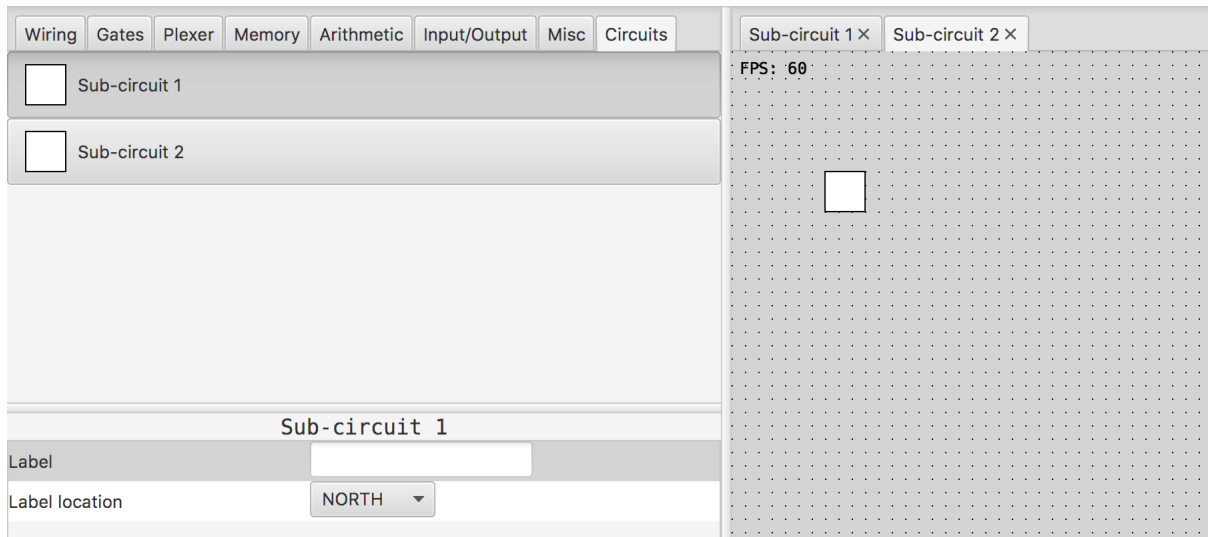 Wiring Gates Plexer Memory Arithmetic Input/Output Misc Circuits
Sub-circuit 1
Sub-circuit 2
Sub-circuit 1
Label
Label location NORTH
Sub-circuit 1 × Sub-circuit 2 ×
FPS: 60